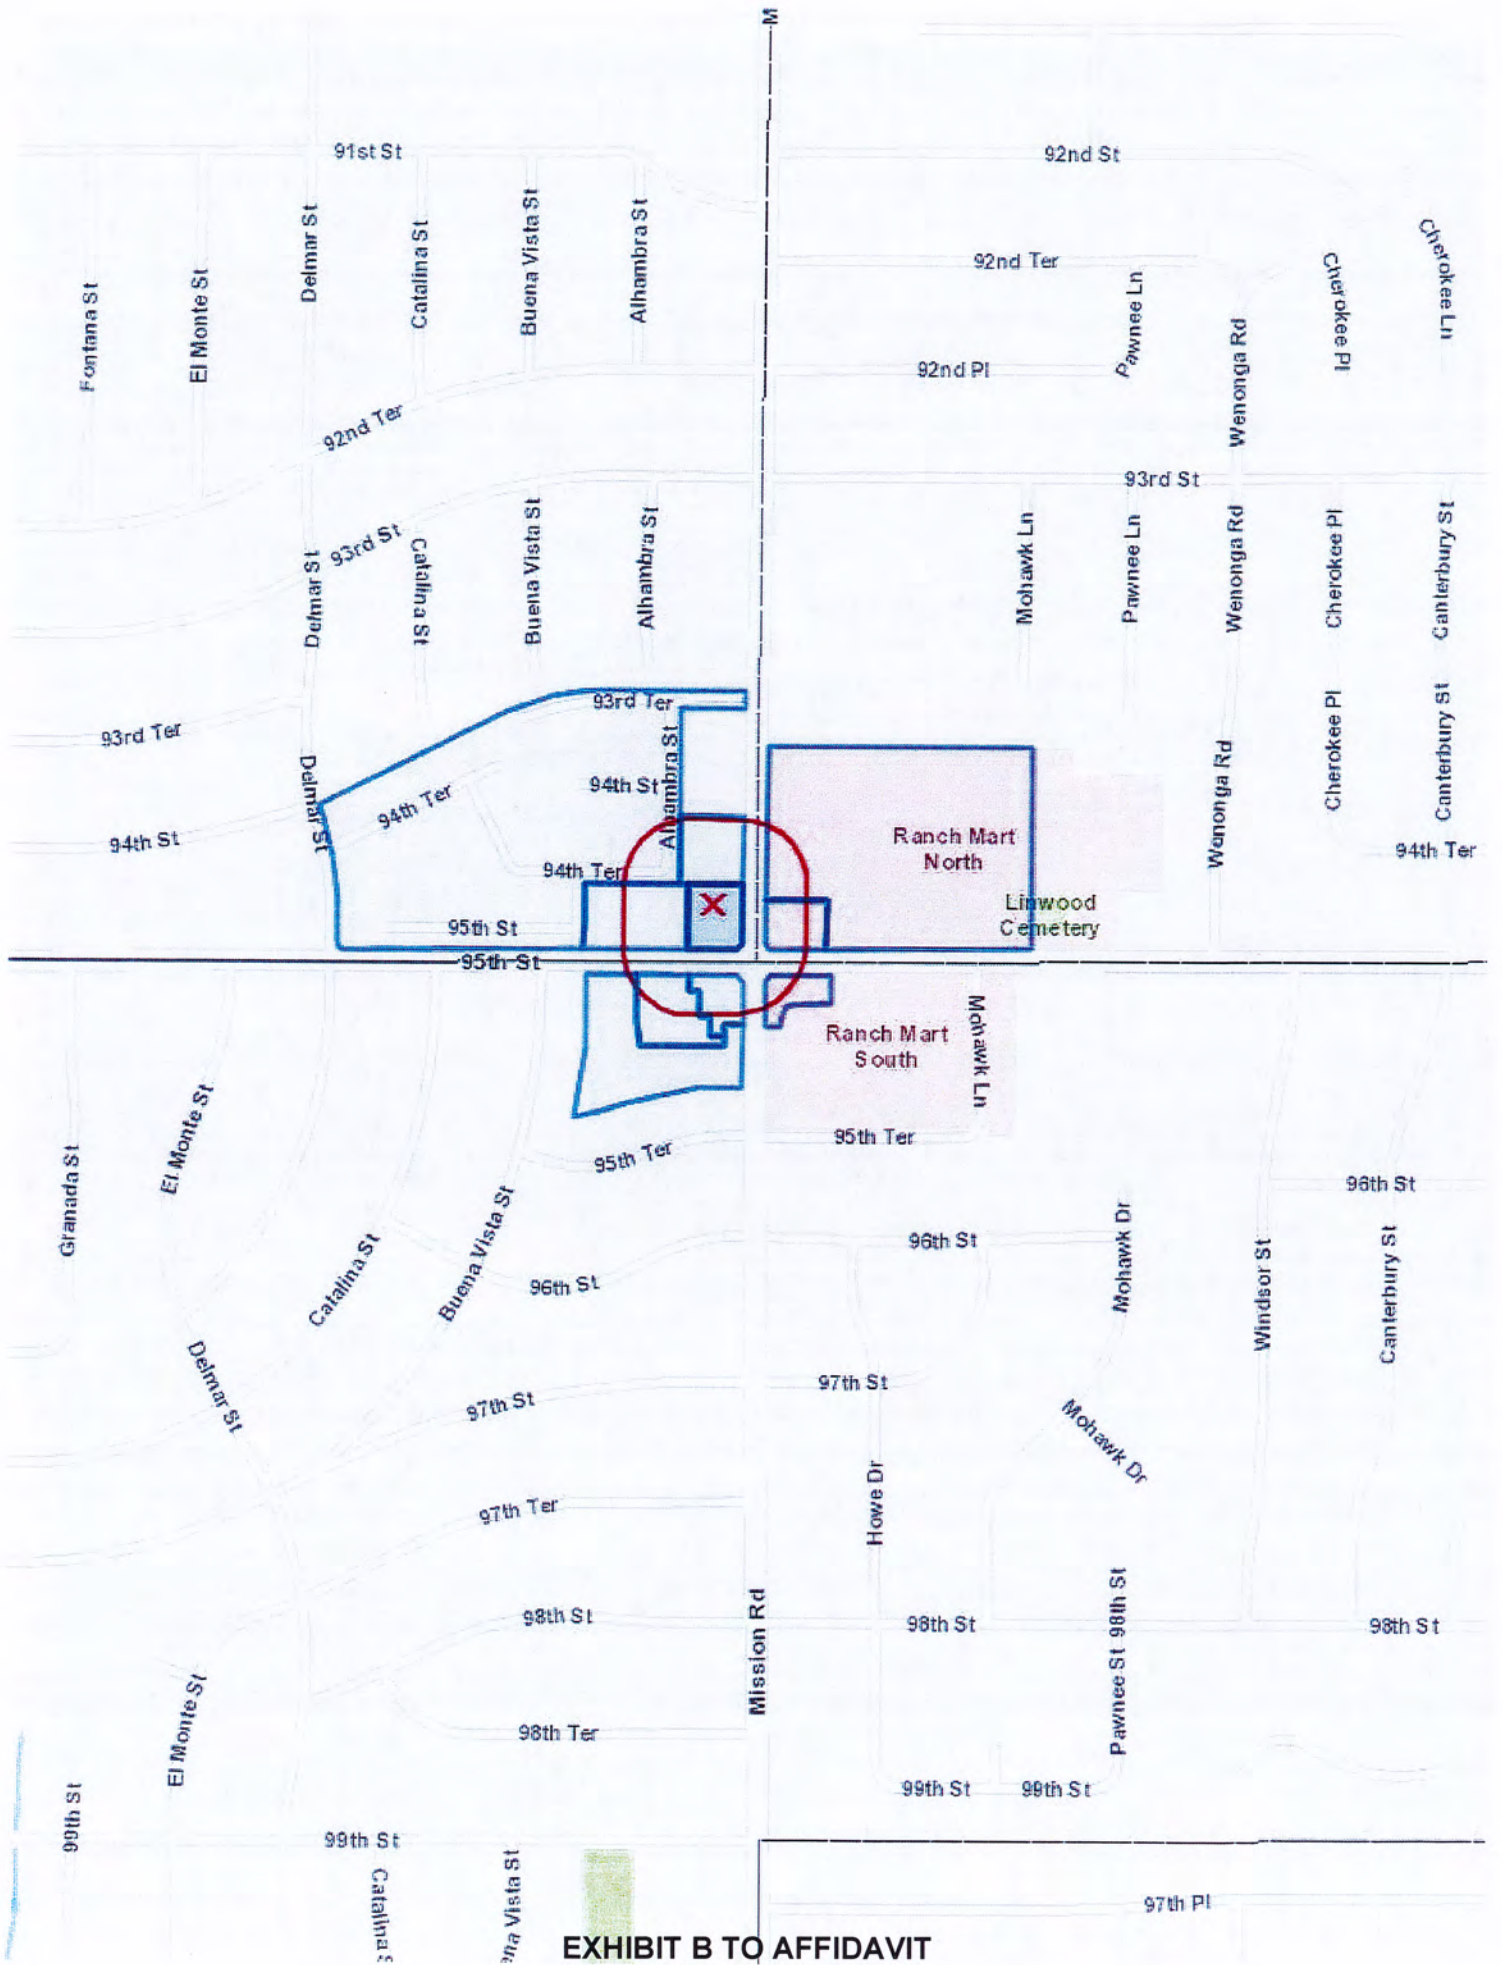 M
91st St
92nd St
Delmar St
Catalina St
Buena Vista St
Alhambra St
92nd Ter
Cherokee Pl
Cherokee Ln
Fontana St
El Monte St
Pawnee Ln
Wenonga Rd
92nd Pl
92nd Ter
93rd St
93rd St
Delmar St
Catalina St
Buena Vista St
Alhambra St
Mohawk Ln
Pawnee Ln
Wenonga Rd
Cherokee Pl
Canterbury St
93rd Ter
93rd Ter
Alhambra St
Wenonga Rd
Cherokee Pl
Canterbury St
Delmar St
94th St
94th Ter
94th St
Ranch Mart
North
94th Ter
94th Ter
X
Linwood
Cemetery
95th St
95th St
Ranch Mart
South
Mohawk Ln
El Monte St
95th Ter
95th Ter
Granada St
96th St
Catalina St
Buena Vista St
96th St
96th St
Mohawk Dr
Windsor St
Canterbury St
Delmar St
97th St
97th St
Mohawk Dr
97th Ter
Howe Dr
98th St
Mission Rd
98th St
98th St
Pawnee St
98th St
El Monte St
98th Ter
99th St
99th St
99th St
99th St
Catalina S
ena Vista St
97th Pl
EXHIBIT B TO AFFIDAVIT